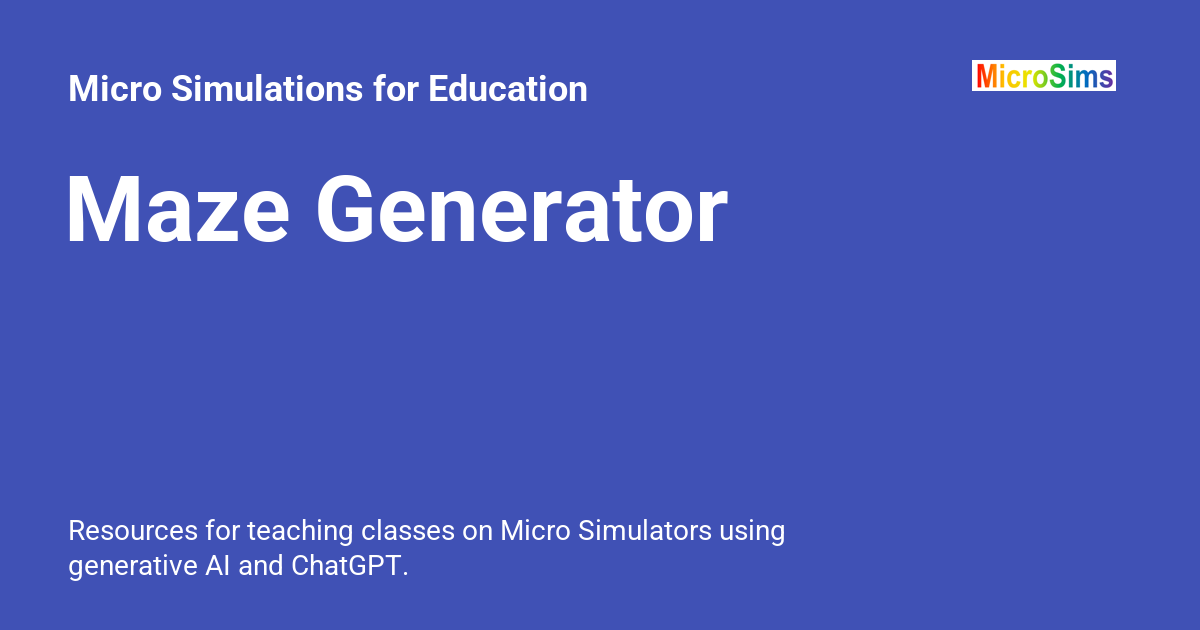 Micro Simulations for Education
MicroSims
Maze Generator
Resources for teaching classes on Micro Simulators using
generative AI and ChatGPT.